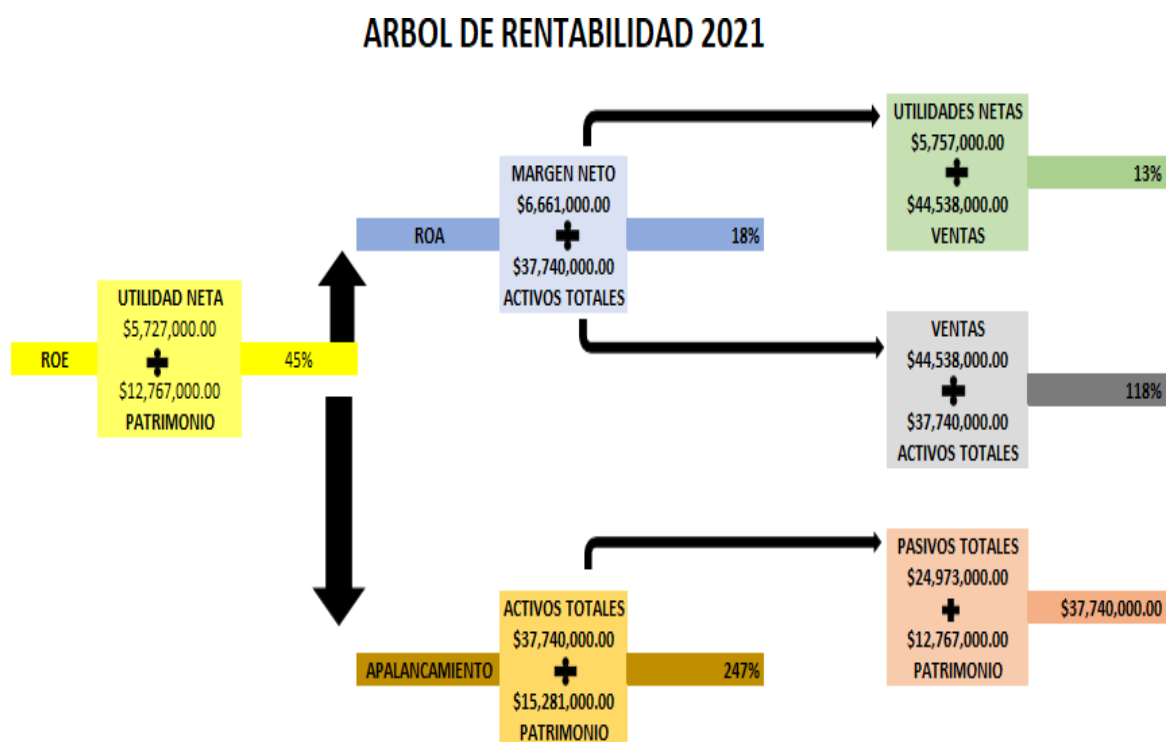 ARBOL DE RENTABILIDAD 2021
ROE
UTILIDAD NETA
$5,727,000.00
$12,767,000.00
PATRIMONIO
45%
ROA
MARGEN NETO
$6,661,000.00
$37,740,000.00
ACTIVOS TOTALES
18%
UTILIDADES NETAS
$5,757,000.00
$44,538,000.00
VENTAS
13%
VENTAS
$44,538,000.00
$37,740,000.00
ACTIVOS TOTALES
118%
APALANCAMIENTO
ACTIVOS TOTALES
$37,740,000.00
$15,281,000.00
PATRIMONIO
247%
PASIVOS TOTALES
$24,973,000.00
$12,767,000.00
PATRIMONIO
$37,740,000.00